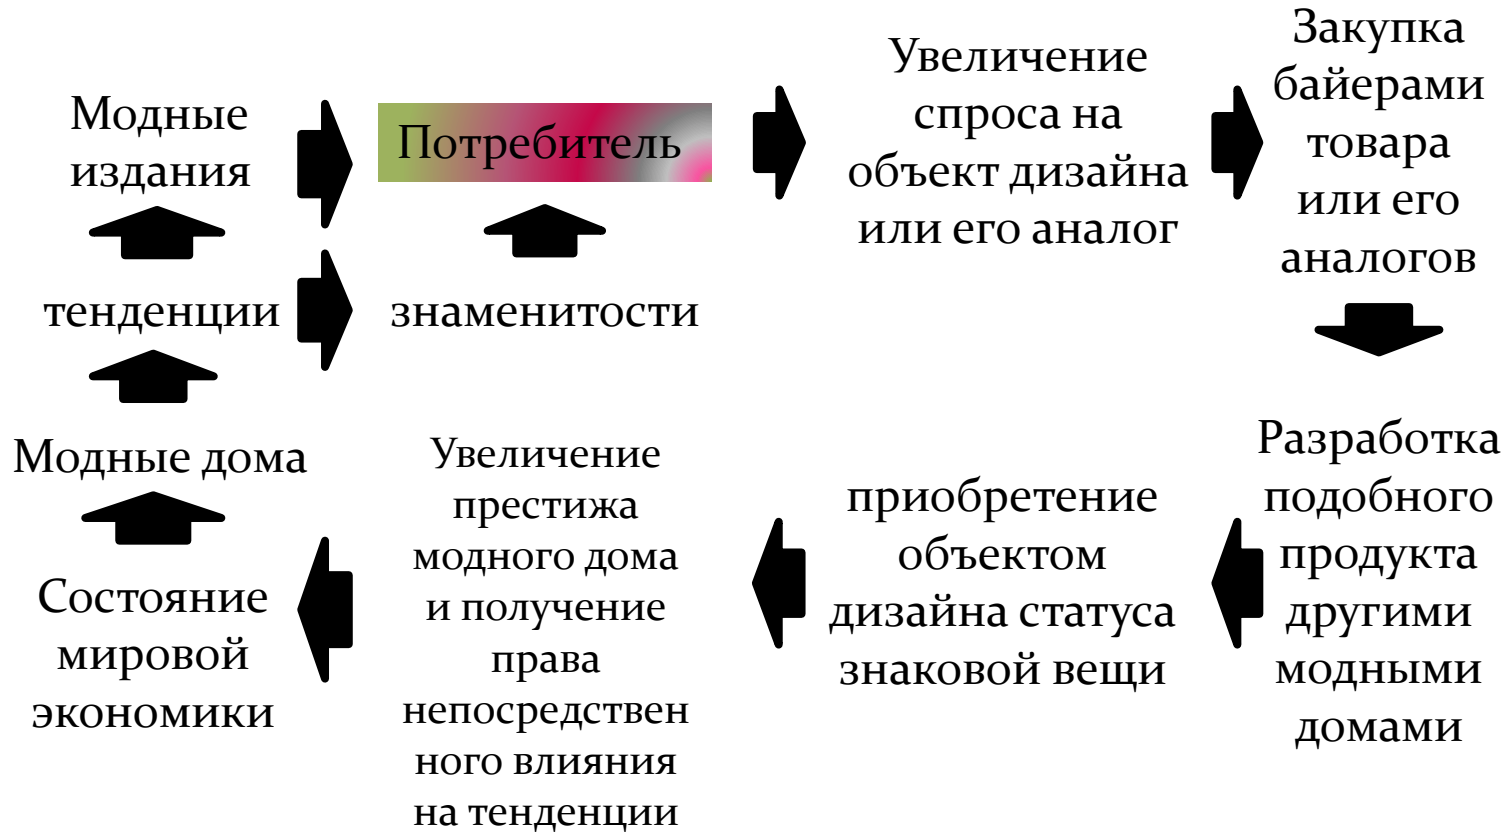 Модные
издания
Потребитель
Увеличение
спроса на
объект дизайна
или его аналог
Закупка
байерами
товара
или его
аналогов
тенденции
знаменитости
Модные дома
Увеличение
престижа
модного дома
и получение
права
непосредствен
ного влияния
на тенденции
приобретение
объектом
дизайна статуса
знаковой вещи
Разработка
подобного
продукта
другими
модными
домами
Состояние
мировой
экономики